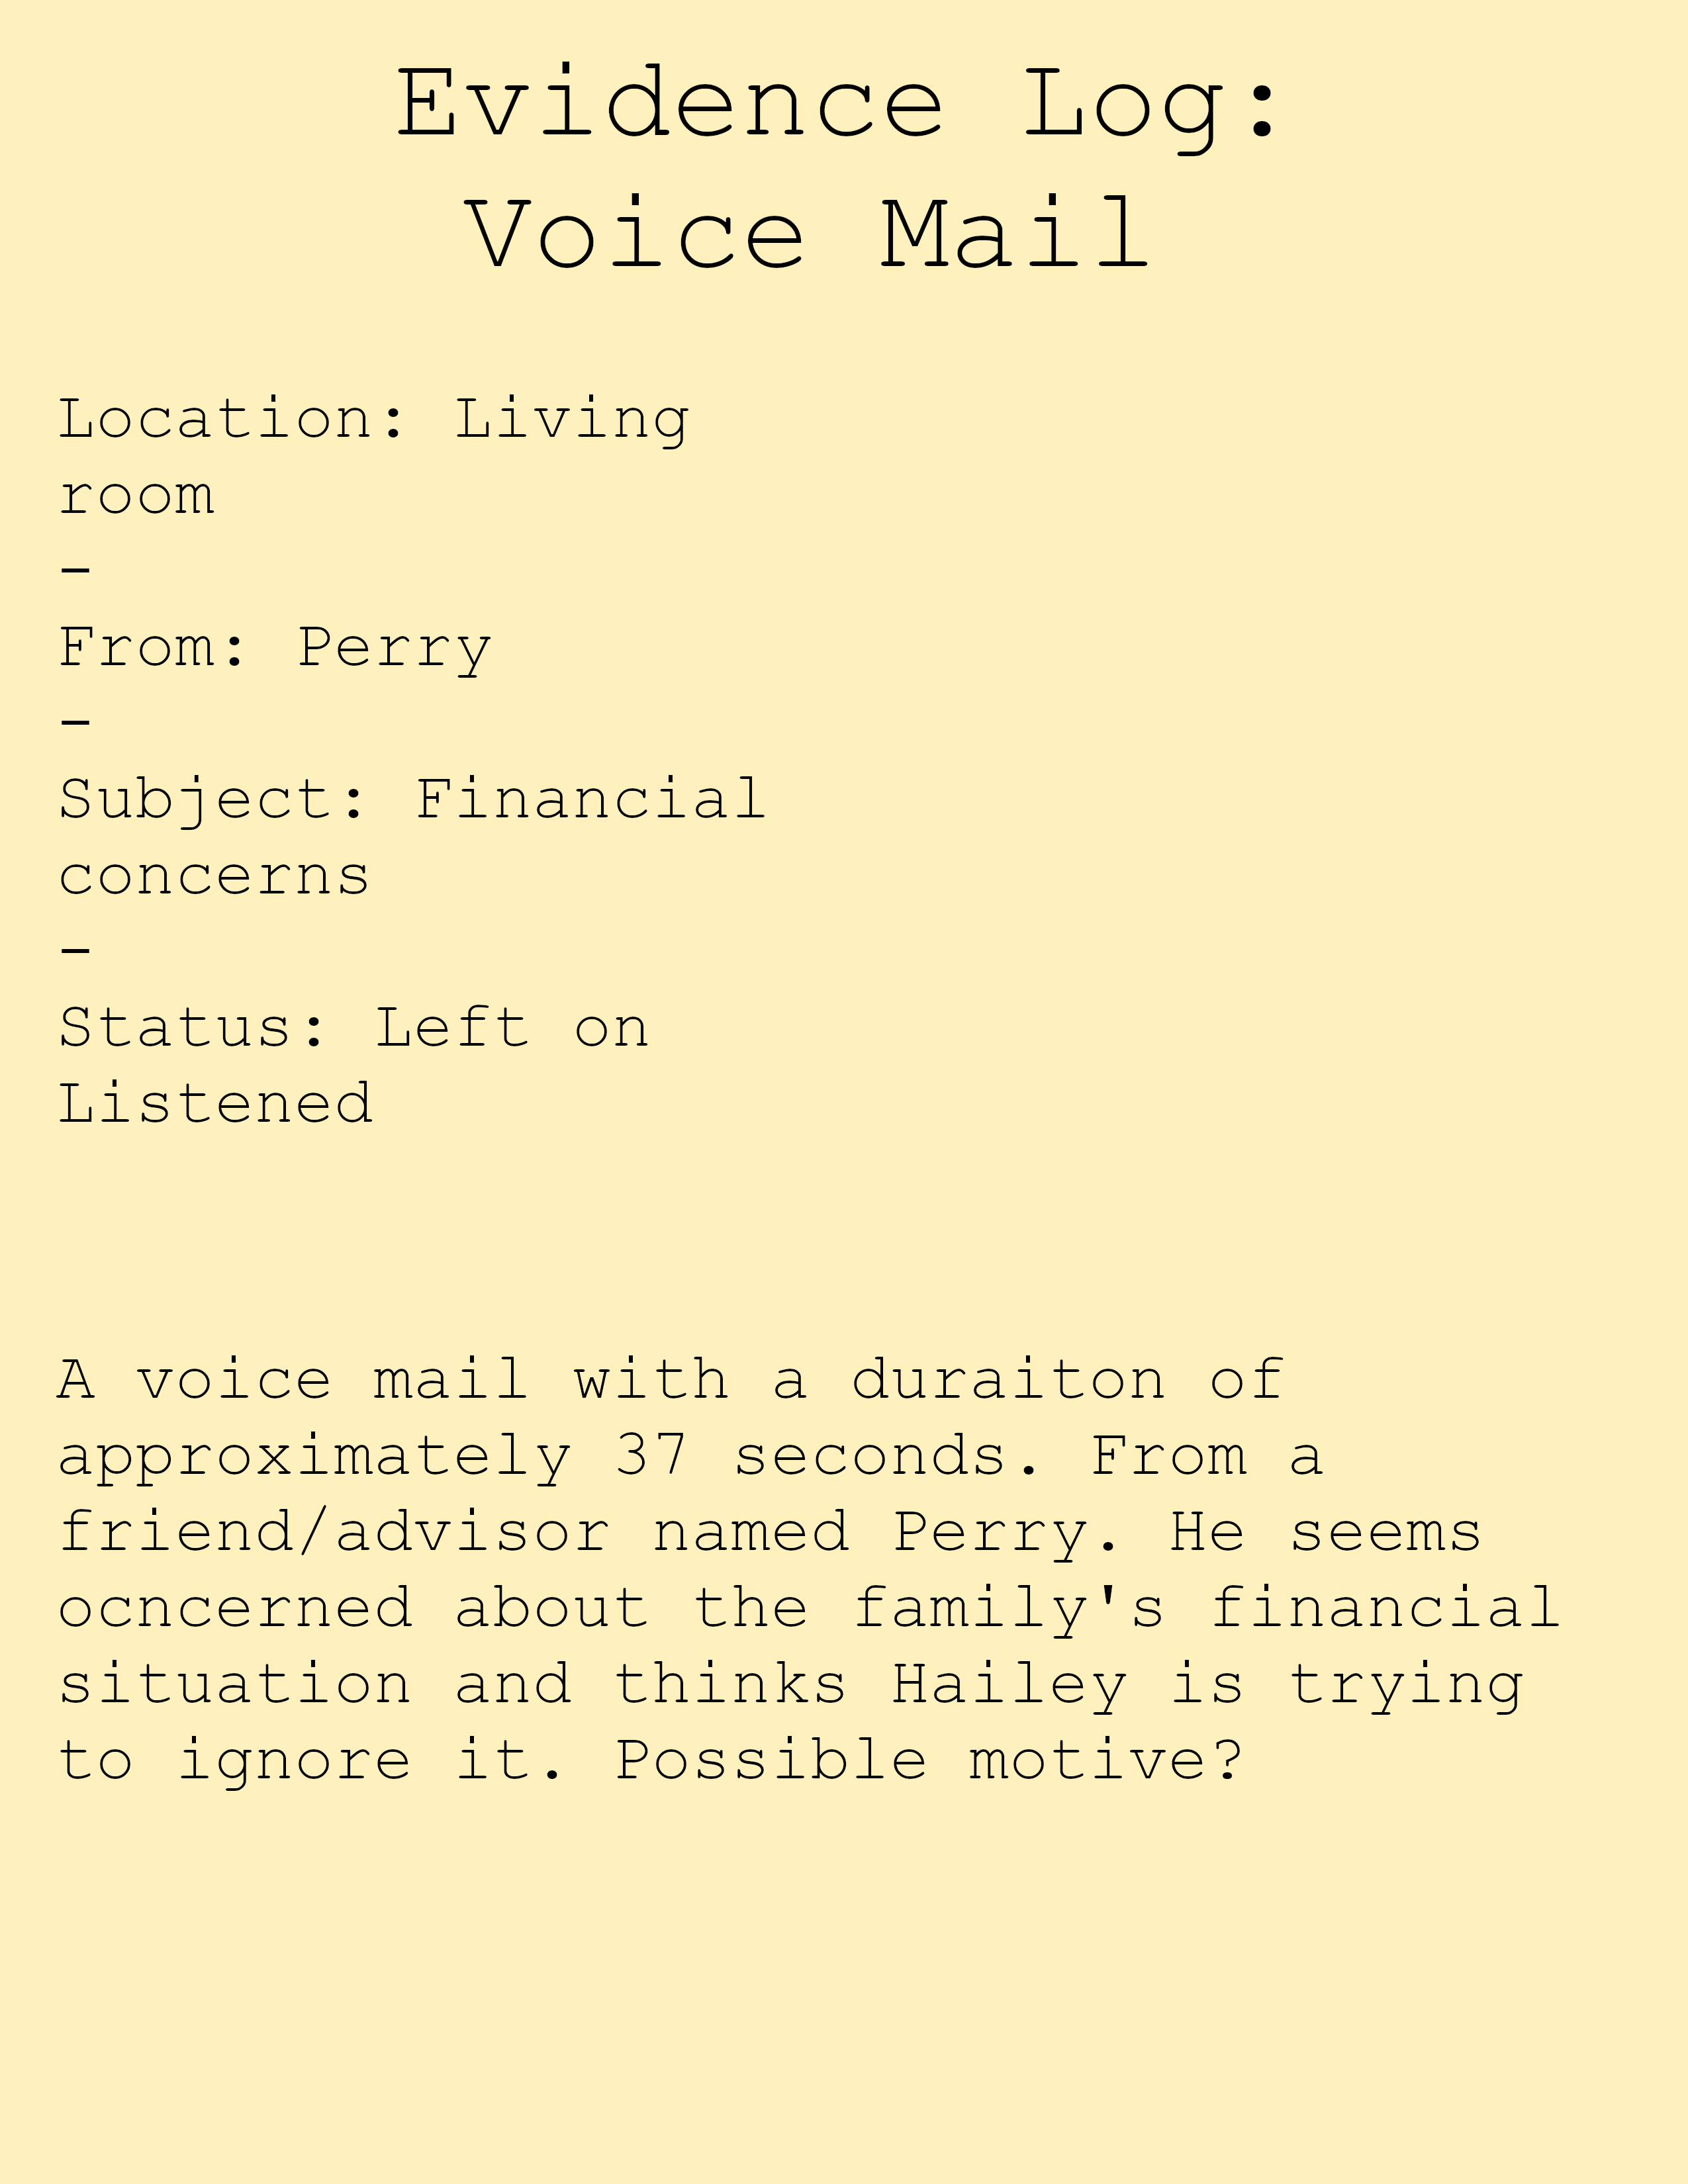 Evidence Log:
Voice Mail
Location: Living
room
-
From: Perry
-
Subject: Financial
concerns
-
Status: Left on
Listened
A voice mail with a duraiton of
approximately 37 seconds. From a
friend/advisor named Perry. He seems
ocncerned about the family's financial
situation and thinks Hailey is trying
to ignore it. Possible motive?